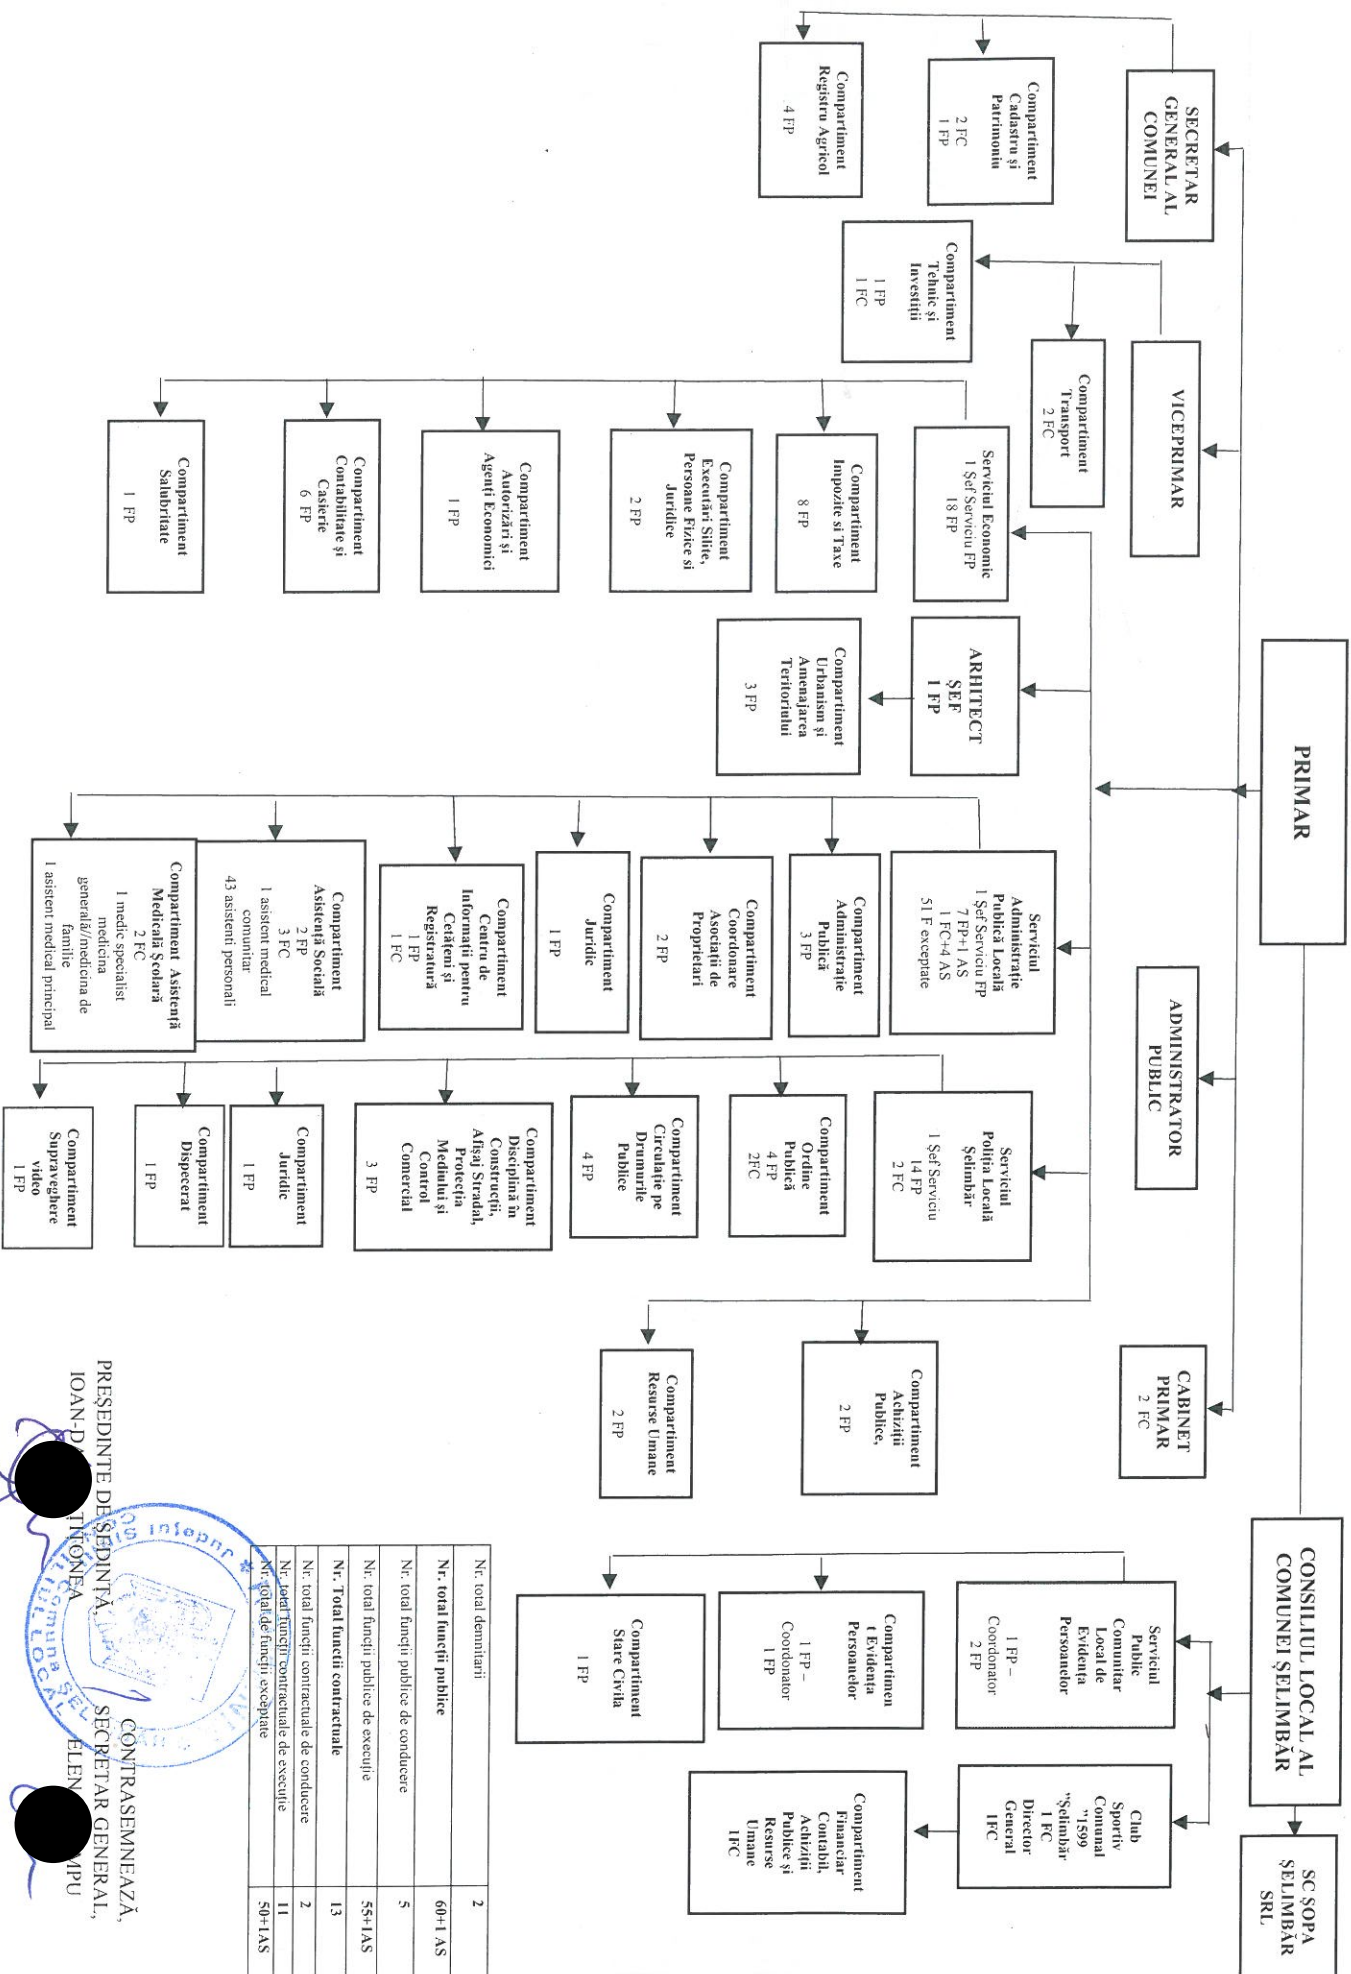 PRIMAR
CONSILIUL LOCAL AL
COMUNEI ȘELIMBĂR
SC ȘOPA
ȘELIMBĂR
SRL
SECRETAR
GENERAL AL
COMUNEI
VICEPRIMAR
ADMINISTRATOR
PUBLIC
CABINET
PRIMAR
2 FC
Compartiment
Cadastru și
Patrimoniu
2 FC
1 FP
Compartiment
Registru Agricol
4 FP
Compartiment
Transport
2 FC
Compartiment
Tehnic și
Investiții
1 FP
1 FC
Serviciul Economic
1 Șef Serviciu FP
18 FP
Compartiment
Impozite si Taxe
8 FP
Compartiment
Executări Silite,
Persoane Fizice si
Juridice
2 FP
Compartiment
Autorizări și
Agenți Economici
1 FP
Compartiment
Contabilitate și
Casierie
6 FP
Compartiment
Salubritate
1 FP
ARHITECT
ȘEF
1 FP
Compartiment
Urbanism și
Amenajarea
Teritoriului
3 FP
Serviciul
Administrație
Publică Locală
1 Șef Serviciu FP
7 FP+1 AS
1 FC+4 AS
51 F exceptate
Compartiment
Administrație
Publică
3 FP
Compartiment
Coordonare
Asociații de
Proprietari
2 FP
Compartiment
Juridic
1 FP
Compartiment
Centru de
Informații pentru
Cetățeni și
Registratură
1 FP
1 FC
Compartiment
Asistență Socială
2 FP
3 FC
1 asistent medical
comunitar
43 asistenti personali
Compartiment Asistență
Medicală Școlară
2 FC
1 medic specialist
medicina
generală//medicina de
familie
1 asistent medical principal
Serviciul
Poliția Locală
Șelimbăr
1 Șef Serviciu
14 FP
2 FC
Compartiment
Ordine
Publică
4 FP
2FC
Compartiment
Circulație pe
Drumurile
Publice
4 FP
Compartiment
Disciplină în
Construcții,
Afișaj Stradal,
Protecția
Mediului și
Control
Comercial
3 FP
Compartiment
Juridic
1 FP
Compartiment
Dispecerat
1 FP
Compartiment
Supraveghere
video
1 FP
Compartiment
Achiziții
Publice,
2 FP
Compartiment
Resurse Umane
2 FP
Serviciul
Public
Comunitar
Local de
Evidența
Persoanelor
1 FP –
Coordonator
2 FP
Compartimen
t Evidența
Persoanelor
1 FP –
Coordonator
1 FP
Compartiment
Stare Civila
1 FP
Club
Sportiv
Comunal
"1599
"Șelimbăr
1 FC
Director
General
1FC
Compartiment
Financiar
Contabil,
Achiziții
Publice și
Resurse
Umane
1FC
Nr. total demnitarii 2
Nr. total funcții publice 60+1 AS
Nr. total funcții publice de conducere 5
Nr. total funcții publice de execuție 55+1AS
Nr. Total functii contractuale 13
Nr. total funcții contractuale de conducere 2
Nr. total funcții contractuale de execuție 11
Nr. total de funcții exceptate 50+1AS
PREȘEDINTE DE ȘEDINȚĂ,
IOAN-D ȚITONEA
CONTRASEMNEAZĂ,
SECRETAR GENERAL,
ELEN MPU